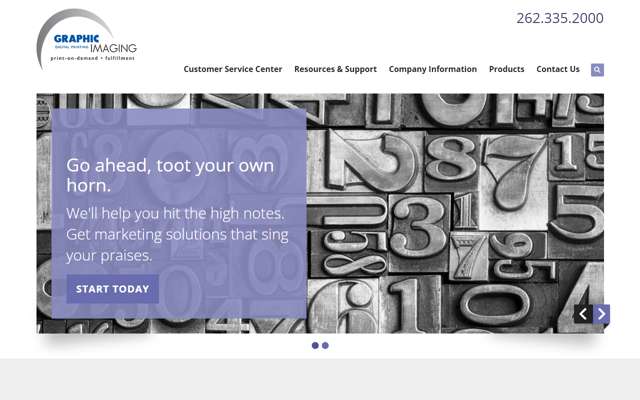 262.335.2000
GRAPHIC
DIGITAL PRINTING IMAGING
print-on-demand • fulfillment
Customer Service Center Resources & Support Company Information Products Contact Us
Go ahead, toot your own
horn.
We'll help you hit the high notes.
Get marketing solutions that sing
your praises.
START TODAY